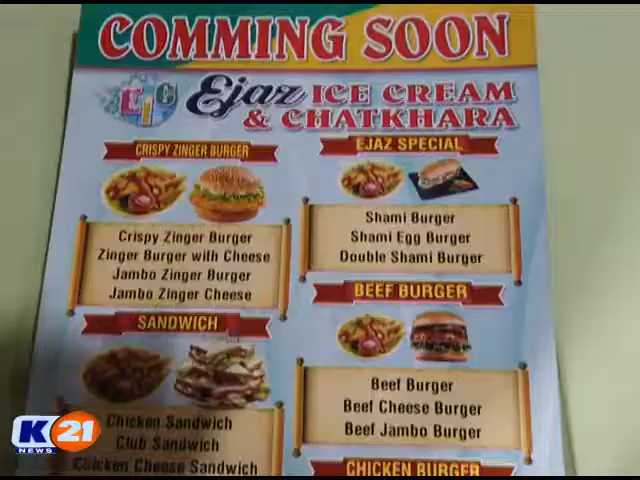 COMMING SOON
EIC
Ejaz ICE CREAM
& CHATKHARA
CRISPY ZINGER BURGER
Crispy Zinger Burger
Zinger Burger with Cheese
Jambo Zinger Burger
Jambo Zinger Cheese
SANDWICH
Chicken Sandwich
Club Sandwich
Chicken Cheese Sandwich
EJAZ SPECIAL
Shami Burger
Shami Egg Burger
Double Shami Burger
BEEF BURGER
Beef Burger
Beef Cheese Burger
Beef Jambo Burger
CHICKEN BURGER
K21
NEWS